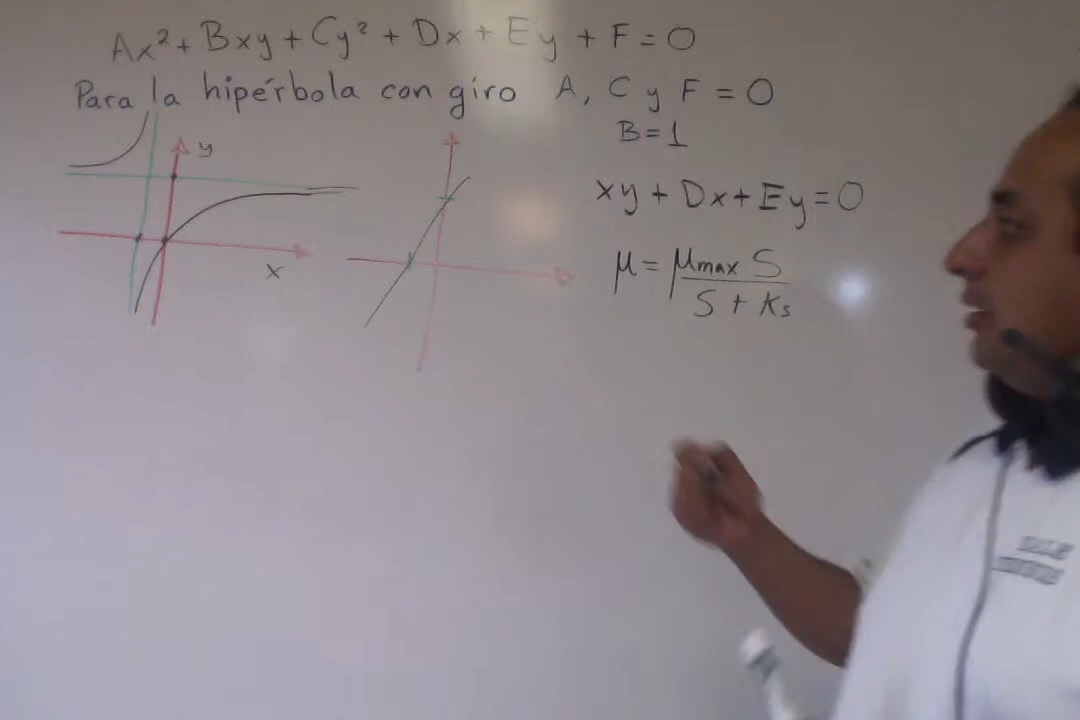 Ax² + Bxy + Cy² + Dx + Ey + F = 0
Para la hipérbola con giro A, C y F = 0
B = 1
y
x
xy + Dx + Ey = 0
μ = μmax S
S + Ks